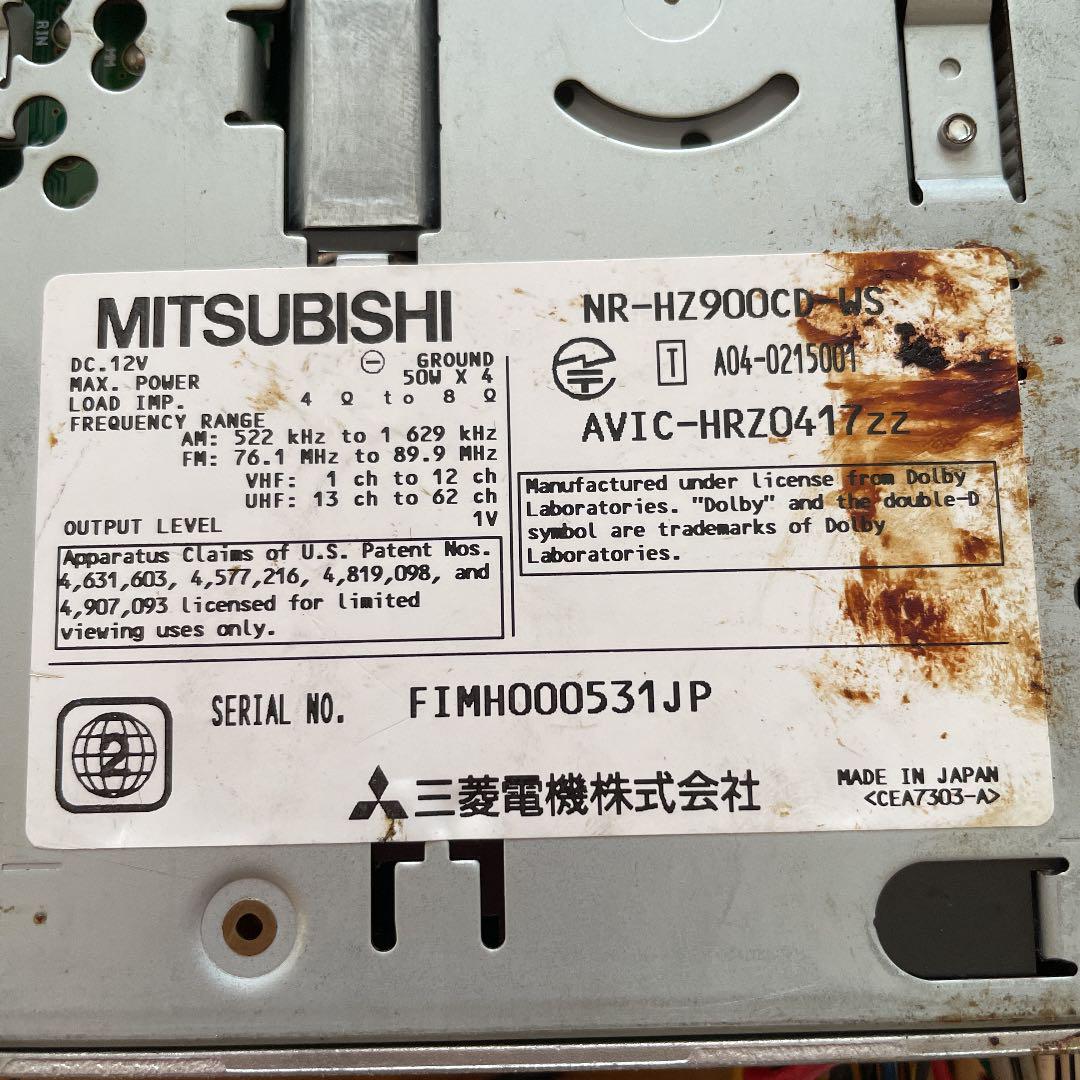 RIN
MITSUBISHI
DC.12V ⊖ GROUND
MAX. POWER 50W X 4
LOAD IMP. 4 Ω to 8 Ω
FREQUENCY RANGE
AM: 522 kHz to 1 629 kHz
FM: 76.1 MHz to 89.9 MHz
VHF: 1 ch to 12 ch
UHF: 13 ch to 62 ch
OUTPUT LEVEL 1V
Apparatus Claims of U.S. Patent Nos.
4,631,603, 4,577,216, 4,819,098, and
4,907,093 licensed for limited
viewing uses only.
NR-HZ900CD-WS
T A04-0215001
AVIC-HRZ0417zz
Manufactured under license from Dolby
Laboratories. "Dolby" and the double-D
symbol are trademarks of Dolby
Laboratories.
2
SERIAL NO. FIMH000531JP
三菱電機株式会社
MADE IN JAPAN
<CEA7303-A>